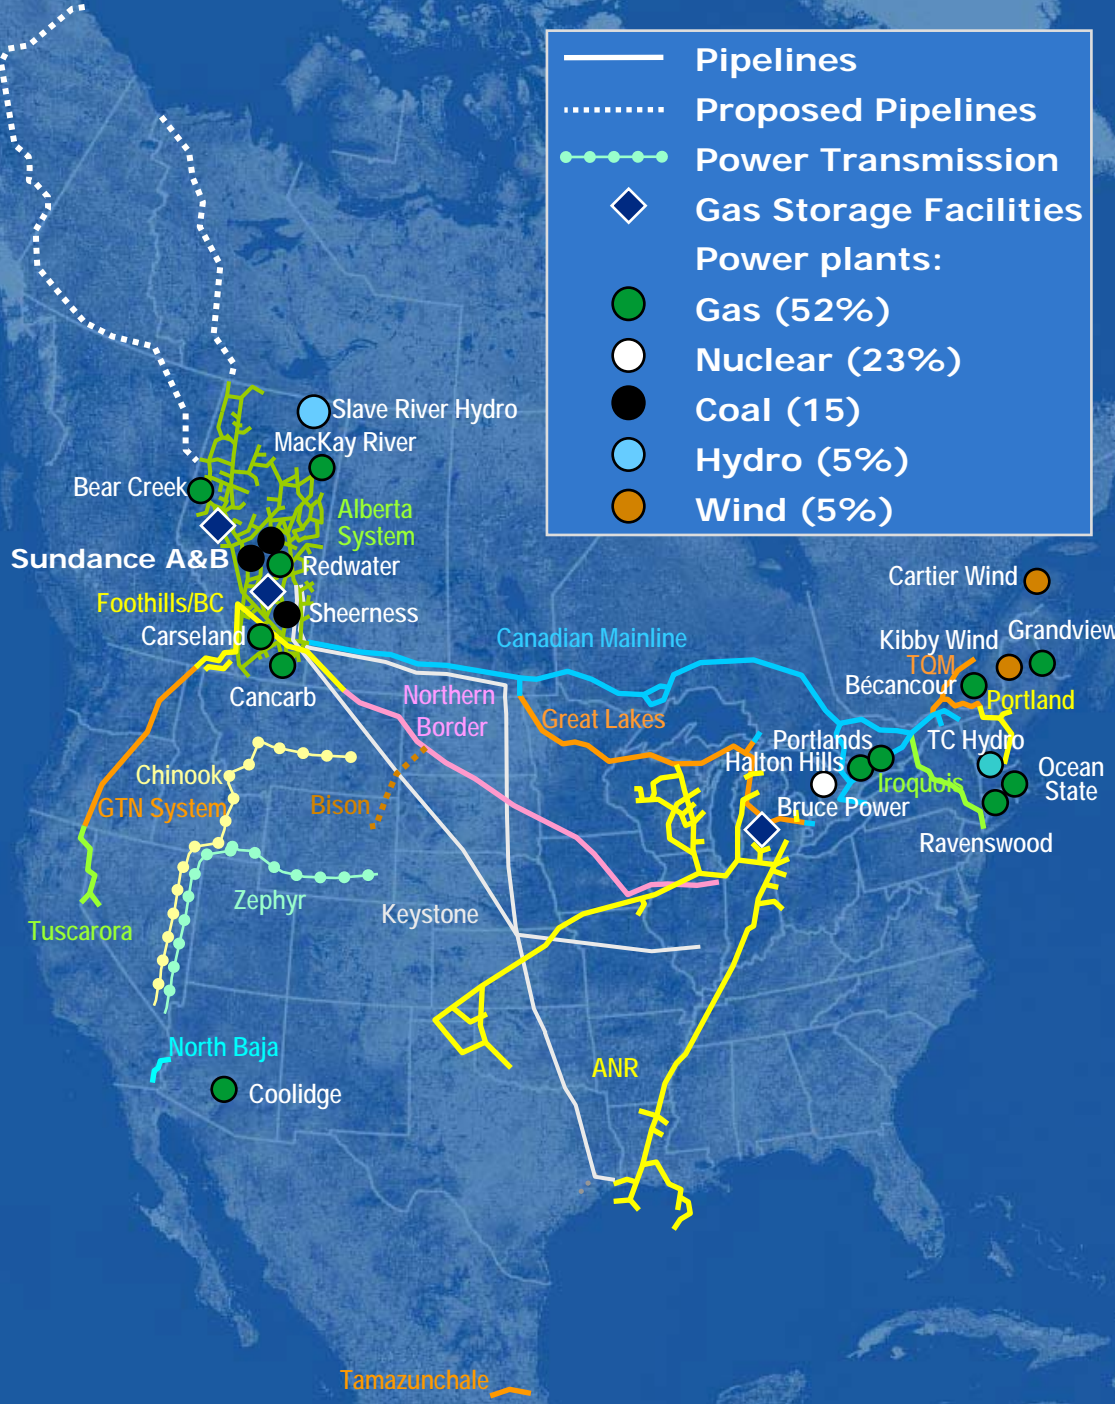 Pipelines
Proposed Pipelines
Power Transmission
Gas Storage Facilities
Power plants:
Gas (52%)
Nuclear (23%)
Coal (15)
Hydro (5%)
Wind (5%)
Slave River Hydro
MacKay River
Bear Creek
Alberta
System
Sundance A&B
Redwater
Foothills/BC
Sheerness
Carseland
Cancarb
Canadian Mainline
Northern
Border
Great Lakes
Cartier Wind
Kibby Wind
Grandview
TQM
Bécancour
Portland
TC Hydro
Portlands
Halton Hills
Iroquois
Bruce Power
Ocean
State
Ravenswood
Chinook
GTN System
Bison
Zephyr
Keystone
Tuscarora
North Baja
Coolidge
ANR
Tamazunchale